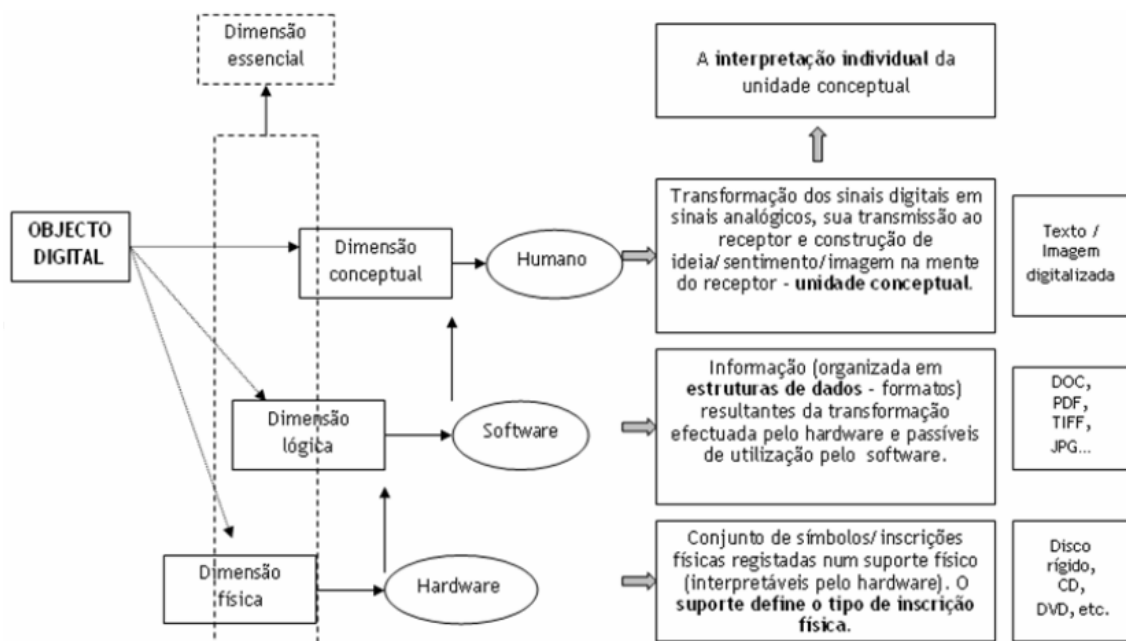 Dimensão
essencial
A interpretação individual da
unidade conceptual
OBJECTO
DIGITAL
Dimensão
conceptual
Humano
Transformação dos sinais digitais em
sinais analógicos, sua transmissão ao
receptor e construção de
ideia/sentimento/imagem na mente
do receptor - unidade conceptual.
Texto /
Imagem
digitalizada
Dimensão
lógica
Software
Informação (organizada em
estruturas de dados - formatos)
resultantes da transformação
efectuada pelo hardware e passíveis
de utilização pelo software.
DOC,
PDF,
TIFF,
JPG...
Dimensão
física
Hardware
Conjunto de símbolos/inscrições
físicas registadas num suporte físico
(interpretáveis pelo hardware). O
suporte define o tipo de inscrição
física.
Disco
rígido,
CD,
DVD, etc.